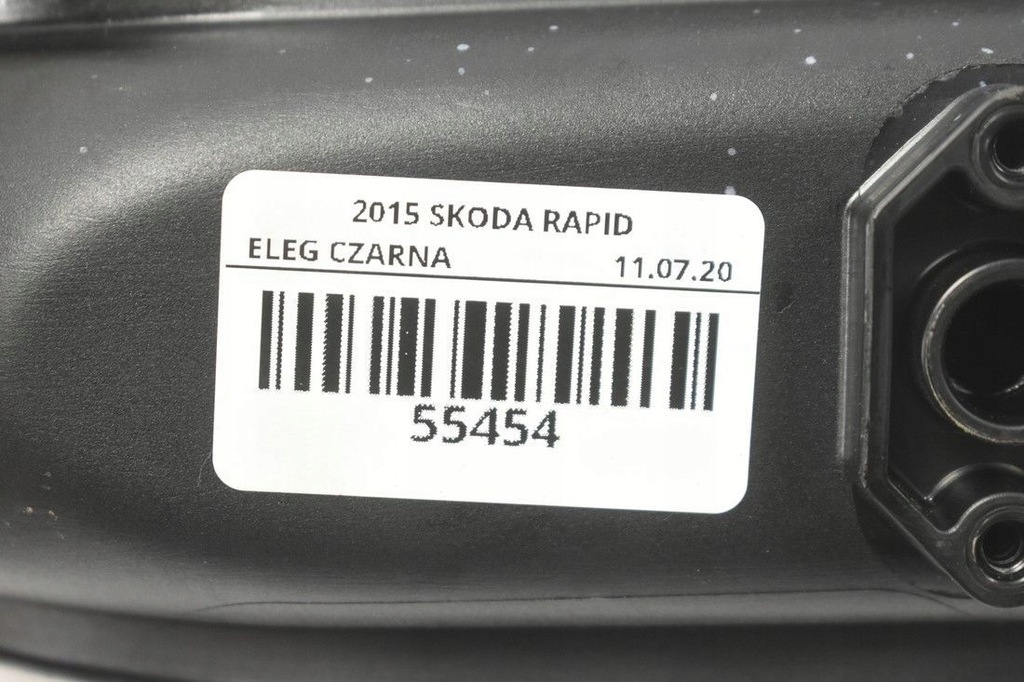 2015 SKODA RAPID
ELEG CZARNA 11.07.20
55454